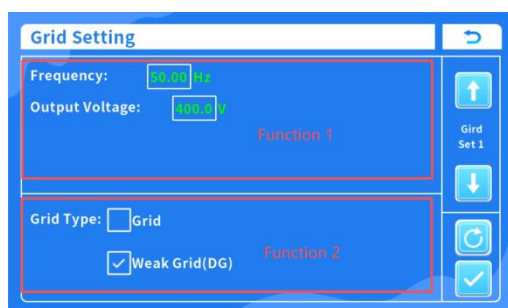 Grid Setting
Frequency: 50.00 Hz
Output Voltage: 400.0 V
Function 1
Gird
Set 1
Grid Type: Grid
Weak Grid(DG)
Function 2